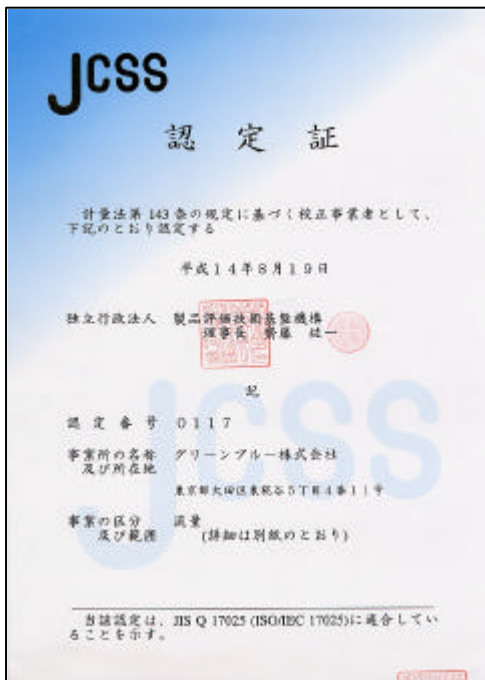 JCSS
認定証
計量法第143条の規定に基づく校正事業者として、
下記のとおり認定する
平成14年8月19日
独立行政法人 製品評価技術基盤機構
理事長 齋藤 紘一
記
認定番号 0117
事業所の名称 グリーンブルー株式会社
及び所在地
東京都大田区東糀谷5丁目4番11号
事業の区分 流量
及び範囲 (詳細は別紙のとおり)
当該認定は、JIS Q 17025 (ISO/IEC 17025)に適合してい
ることを示す。